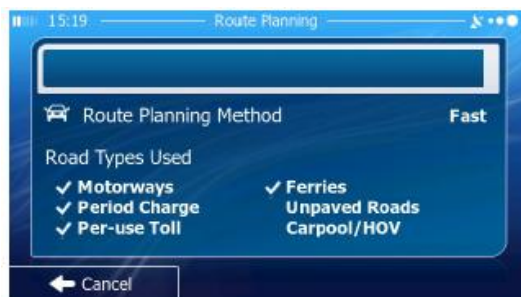 15:19 Route Planning
Route Planning Method Fast
Road Types Used
Motorways Ferries
Period Charge Unpaved Roads
Per-use Toll Carpool/HOV
Cancel